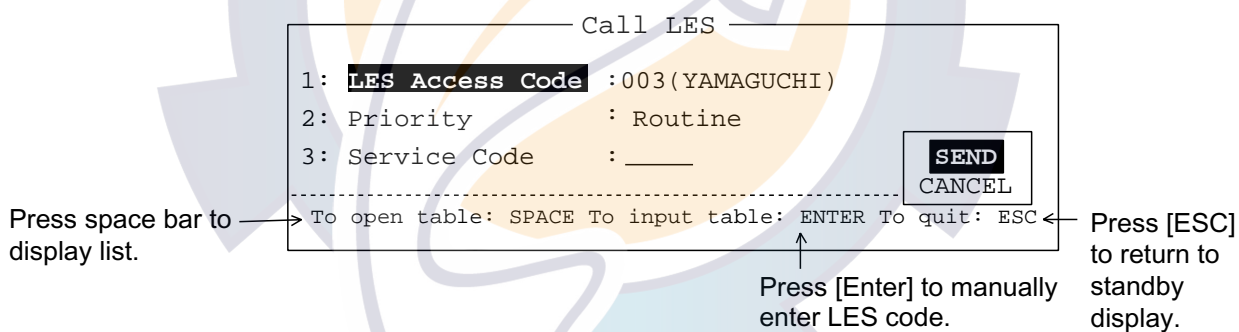 Call LES
1: LES Access Code :003(YAMAGUCHI)
2: Priority : Routine
3: Service Code :_____
SEND
CANCEL
To open table: SPACE To input table: ENTER To quit: ESC
Press space bar to
display list.
Press [Enter] to manually
enter LES code.
Press [ESC]
to return to
standby
display.